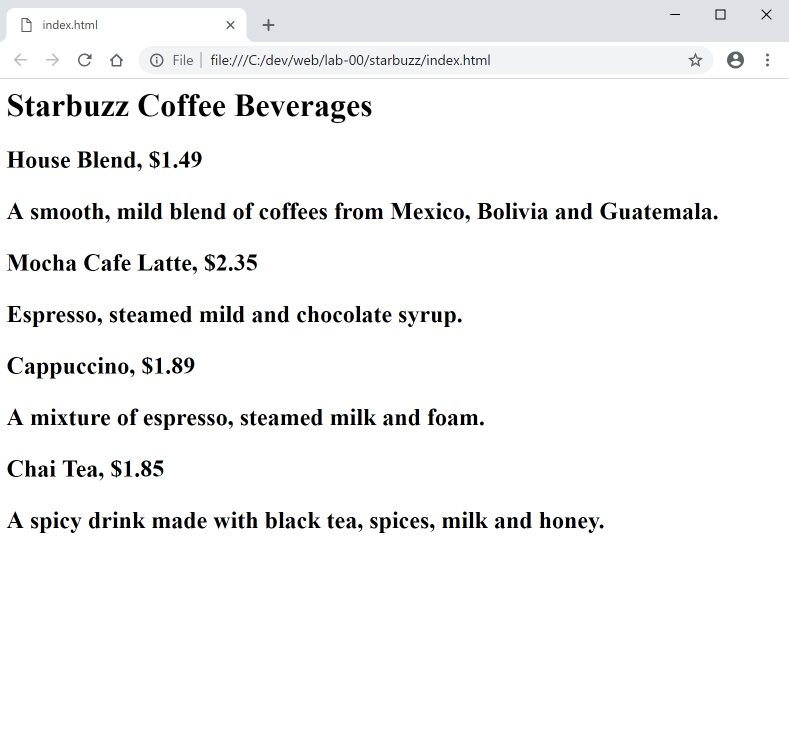 index.html
File
file:///C:/dev/web/lab-00/starbuzz/index.html
Starbuzz Coffee Beverages
House Blend, $1.49
A smooth, mild blend of coffees from Mexico, Bolivia and Guatemala.
Mocha Cafe Latte, $2.35
Espresso, steamed mild and chocolate syrup.
Cappuccino, $1.89
A mixture of espresso, steamed milk and foam.
Chai Tea, $1.85
A spicy drink made with black tea, spices, milk and honey.